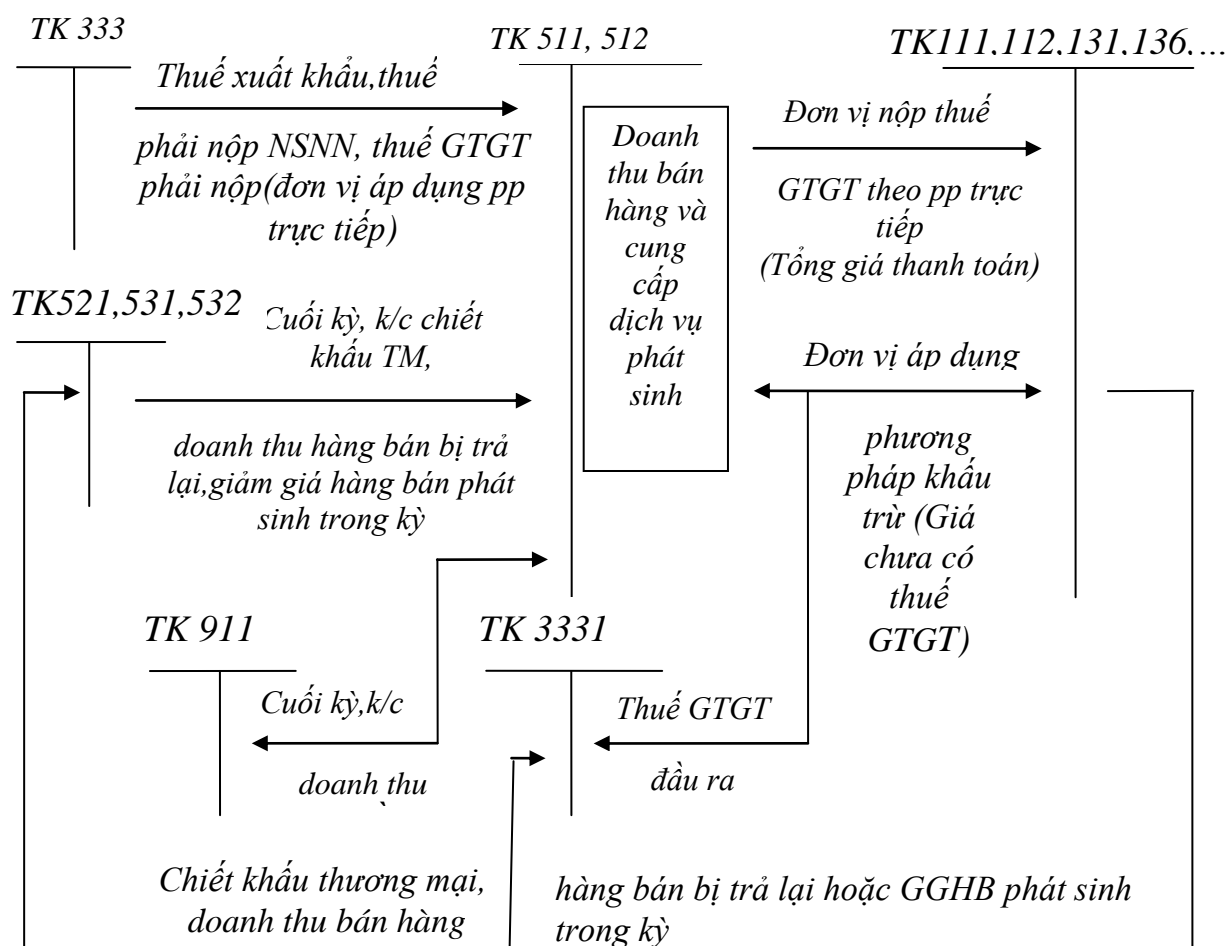 TK 333
TK 511, 512
TK111,112,131,136,...
Thuế xuất khẩu,thuế
phải nộp NSNN, thuế GTGT
phải nộp(đơn vị áp dụng pp
trực tiếp)
Doanh
thu bán
hàng và
cung
cấp
dịch vụ
phát
sinh
Đơn vị nộp thuế
GTGT theo pp trực
tiếp
(Tổng giá thanh toán)
TK521,531,532
Cuối kỳ, k/c chiết
khấu TM,
doanh thu hàng bán bị trả
lại,giảm giá hàng bán phát
sinh trong kỳ
Đơn vị áp dụng
phương
pháp khấu
trừ (Giá
chưa có
thuế
GTGT)
TK 911
TK 3331
Cuối kỳ,k/c
doanh thu
Thuế GTGT
đầu ra
Chiết khấu thương mại,
doanh thu bán hàng
hàng bán bị trả lại hoặc GGHB phát sinh
trong kỳ